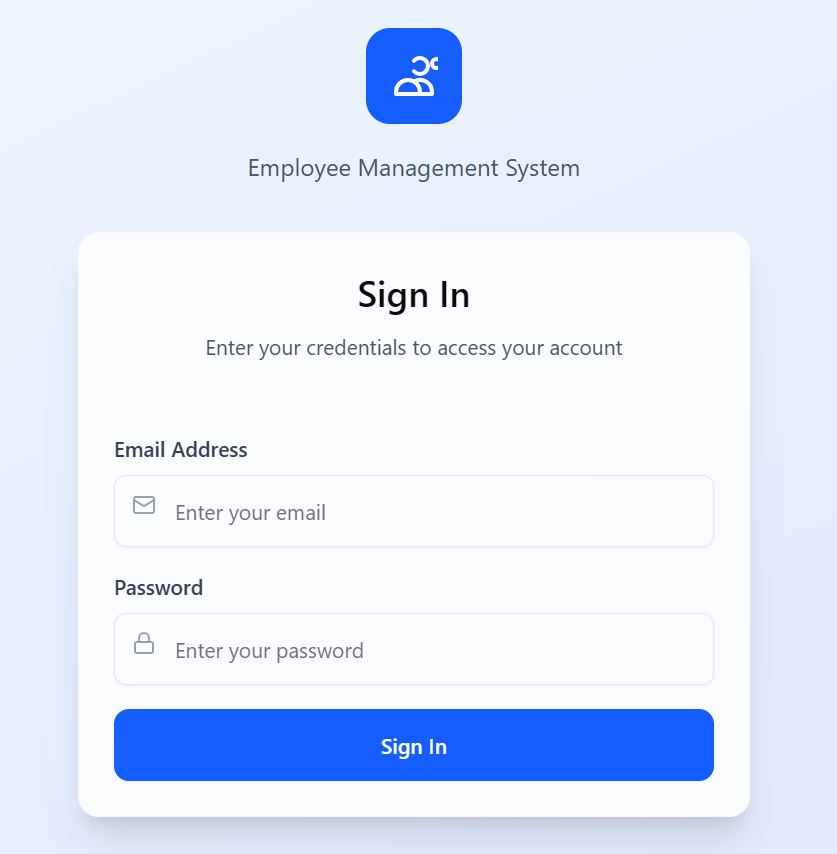 Employee Management System
Sign In
Enter your credentials to access your account
Email Address
Enter your email
Password
Enter your password
Sign In